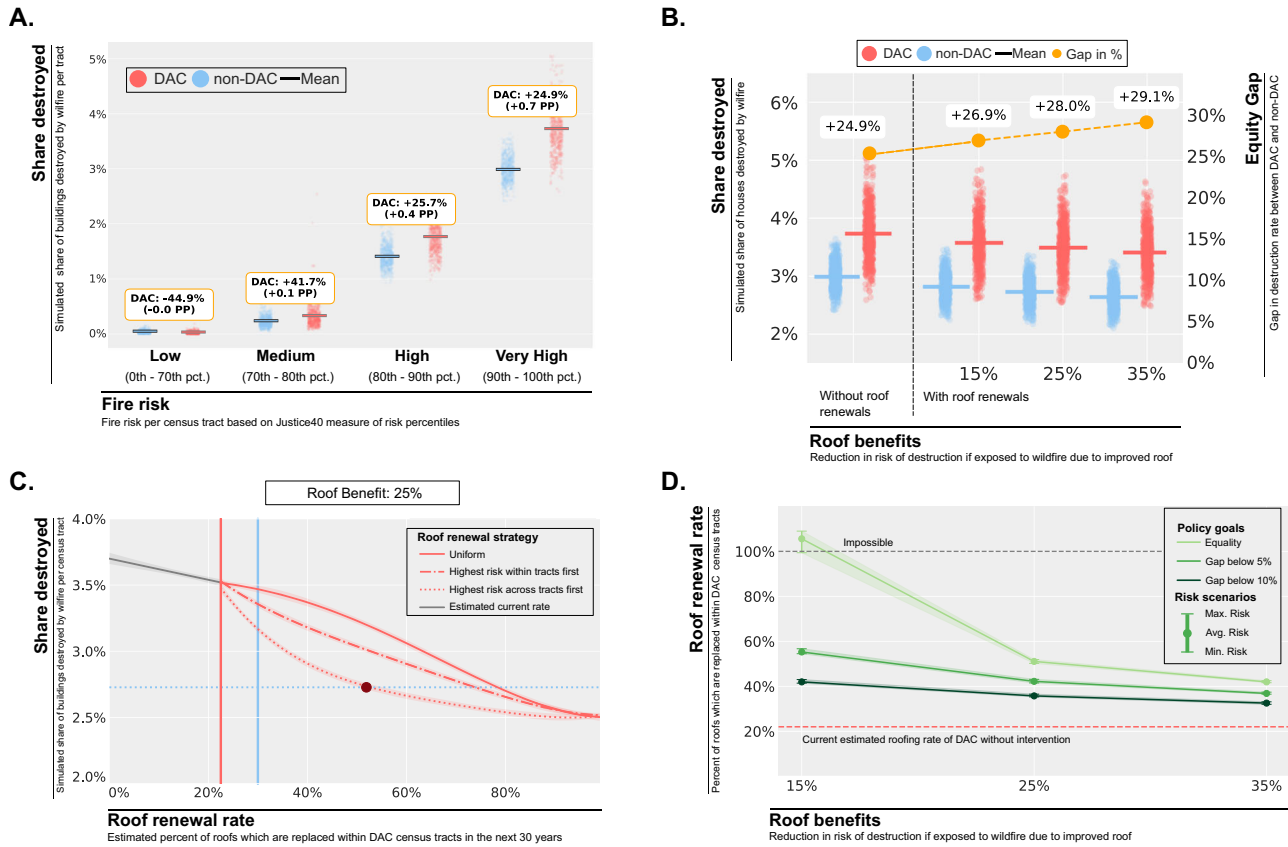 A.
Share destroyed
Simulated share of buildings destroyed by wilfire per tract
5%
4%
3%
2%
1%
0%
DAC
non-DAC
Mean
DAC: -44.9%
(-0.0 PP)
DAC: +41.7%
(+0.1 PP)
DAC: +25.7%
(+0.4 PP)
DAC: +24.9%
(+0.7 PP)
Low
(0th - 70th pct.)
Medium
(70th - 80th pct.)
High
(80th - 90th pct.)
Very High
(90th - 100th pct.)
Fire risk
Fire risk per census tract based on Justice40 measure of risk percentiles
B.
DAC
non-DAC
Mean
Gap in %
Share destroyed
Simulated share of houses destroyed by wilfire
6%
5%
4%
3%
2%
+24.9%
+26.9%
+28.0%
+29.1%
30%
25%
20%
15%
10%
5%
0%
Equity Gap
Gap in destruction rate between DAC and non-DAC
15%
25%
35%
Without roof
renewals
With roof renewals
Roof benefits
Reduction in risk of destruction if exposed to wildfire due to improved roof
C.
Roof Benefit: 25%
Share destroyed
Simulated share of buildings destroyed by wilfire per census tract
4.0%
3.5%
3.0%
2.5%
2.0%
Roof renewal strategy
Uniform
Highest risk within tracts first
Highest risk across tracts first
Estimated current rate
0%
20%
40%
60%
80%
Roof renewal rate
Estimated percent of roofs which are replaced within DAC census tracts in the next 30 years
D.
Roof renewal rate
Percent of roofs which are replaced within DAC census tracts
100%
80%
60%
40%
20%
Impossible
Policy goals
Equality
Gap below 5%
Gap below 10%
Risk scenarios
Max. Risk
Avg. Risk
Min. Risk
Current estimated roofing rate of DAC without intervention
15%
25%
35%
Roof benefits
Reduction in risk of destruction if exposed to wildfire due to improved roof